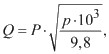 Q = P · √(p · 10³ / 9,8),